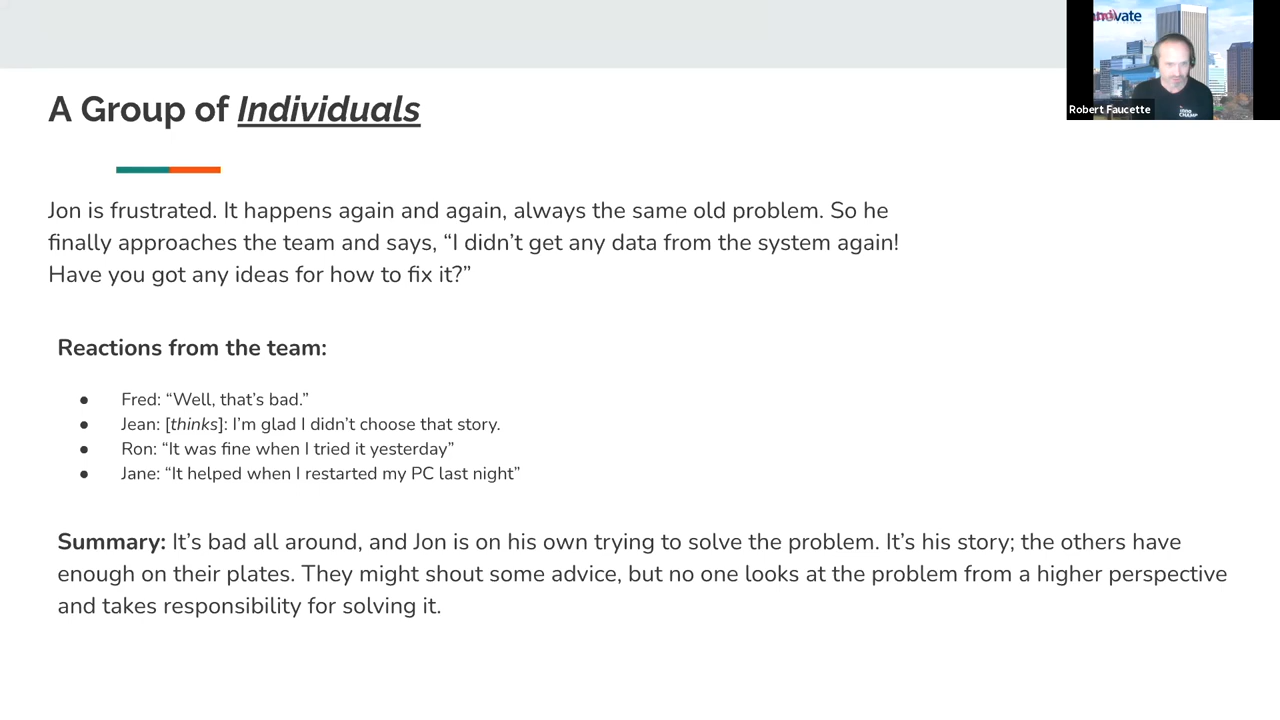 A Group of Individuals
Jon is frustrated. It happens again and again, always the same old problem. So he
finally approaches the team and says, “I didn’t get any data from the system again!
Have you got any ideas for how to fix it?”
Reactions from the team:
● Fred: “Well, that’s bad.”
● Jean: [thinks]: I’m glad I didn’t choose that story.
● Ron: “It was fine when I tried it yesterday”
● Jane: “It helped when I restarted my PC last night”
Summary: It’s bad all around, and Jon is on his own trying to solve the problem. It’s his story; the others have
enough on their plates. They might shout some advice, but no one looks at the problem from a higher perspective
and takes responsibility for solving it.
Robert Faucette